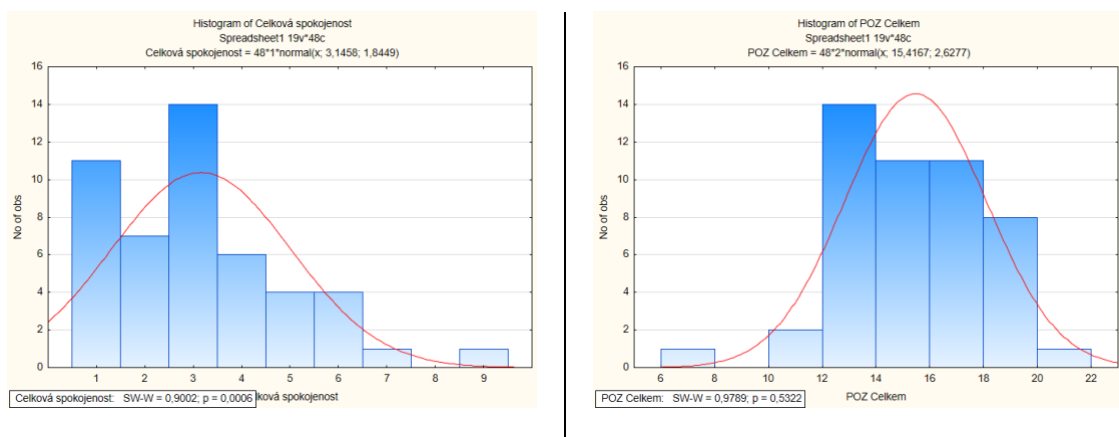 Histogram of Celková spokojenost
Spreadsheet1 19v*48c
Celková spokojenost = 48*1*normal(x; 3,1458; 1,8449)
16
14
12
10
8
6
4
2
0
No of obs
1 2 3 4 5 6 7 8 9
Celková spokojenost: SW-W = 0,9002; p = 0,0006
lková spokojenost
Histogram of POZ Celkem
Spreadsheet1 19v*48c
POZ Celkem = 48*2*normal(x; 15,4167; 2,6277)
16
14
12
10
8
6
4
2
0
No of obs
6 8 10 12 14 16 18 20 22
POZ Celkem: SW-W = 0,9789; p = 0,5322
POZ Celkem